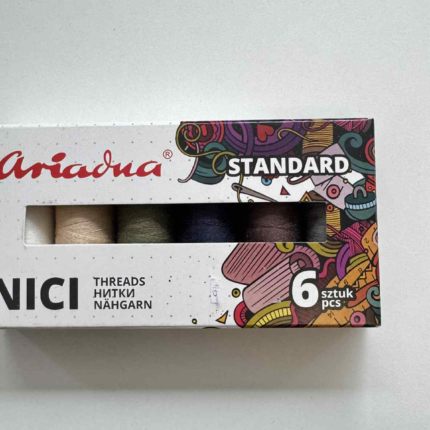 Ariadna®
STANDARD
NICI
THREADS
НИТКИ
NÄHGARN
6 sztuk
pcs